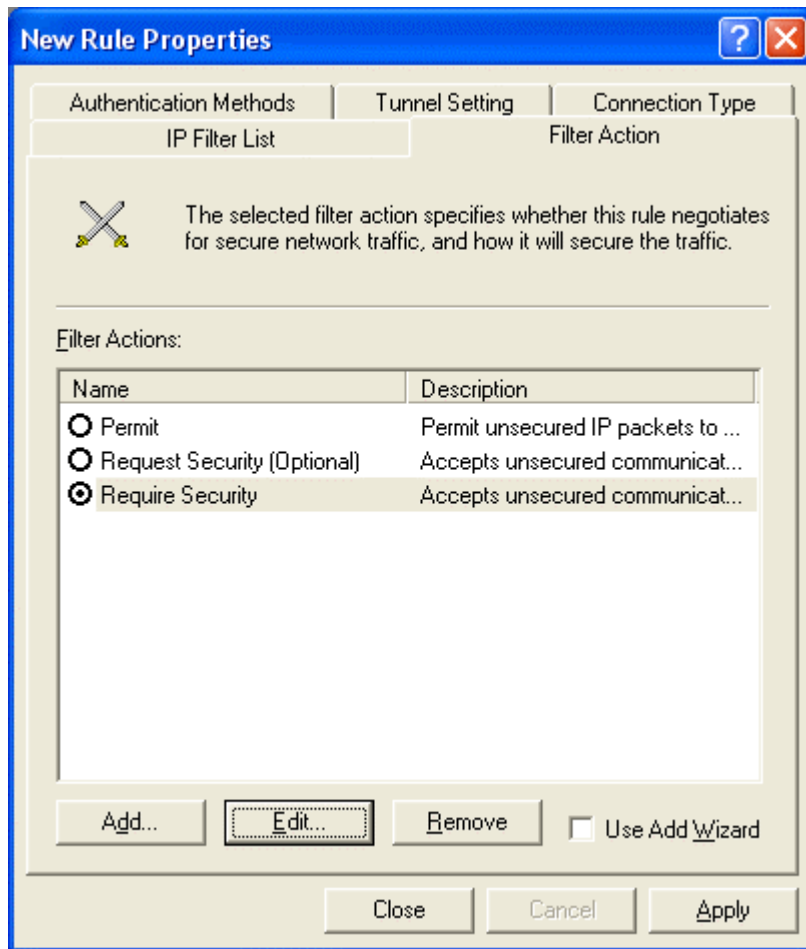 New Rule Properties
Authentication Methods Tunnel Setting Connection Type
IP Filter List Filter Action
The selected filter action specifies whether this rule negotiates
for secure network traffic, and how it will secure the traffic.
Filter Actions:
Name Description
Permit Permit unsecured IP packets to ...
Request Security (Optional) Accepts unsecured communicat...
Require Security Accepts unsecured communicat...
Add... Edit... Remove Use Add Wizard
Close Cancel Apply